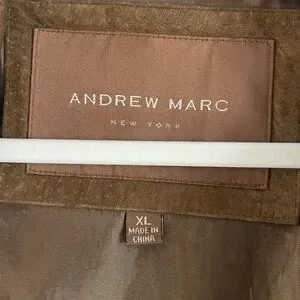 ANDREW MARC
NEW YORK
XL
MADE IN
CHINA